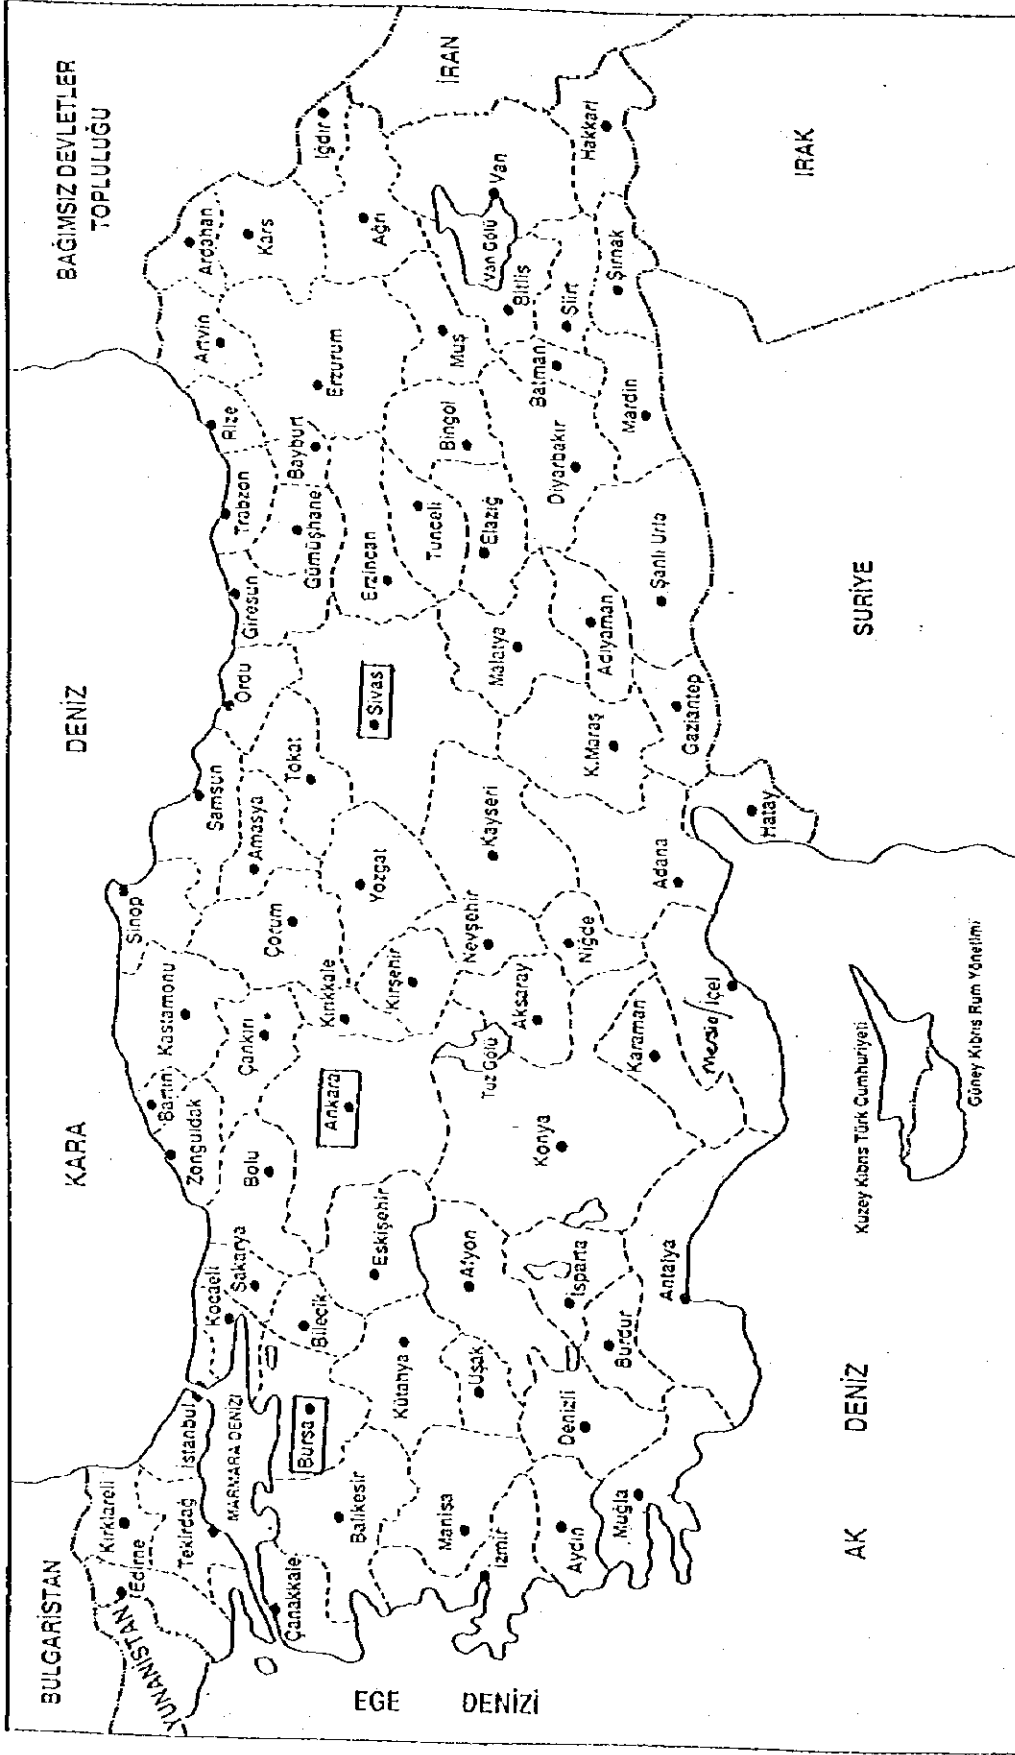 BULGARİSTAN
YUNANİSTAN
KARA
DENİZ
BAĞIMSIZ DEVLETLER
TOPLULUĞU
İRAN
IRAK
SURİYE
AK
DENİZ
EGE
DENİZİ
MARMARA DENİZİ
Kırklareli
Edirne
Tekirdağ
İstanbul
Kocaeli
Sakarya
Çanakkale
Bursa
Bilecik
Balıkesir
Kütahya
Manisa
Uşak
İzmir
Aydın
Denizli
Muğla
Burdur
Isparta
Antalya
Afyon
Eskişehir
Bolu
Zonguldak
Bartın
Kastamonu
Çankırı
Ankara
Kırıkkale
Kırşehir
Konya
Tuz Gölü
Aksaray
Karaman
Mersin/İçel
Niğde
Nevşehir
Sinop
Çorum
Samsun
Amasya
Tokat
Yozgat
Kayseri
Adana
Hatay
Ordu
Giresun
Sivas
Malatya
K.Maraş
Gaziantep
Adıyaman
Şanlı Urfa
Trabzon
Gümüşhane
Bayburt
Erzincan
Tunceli
Elazığ
Bingöl
Diyarbakır
Mardin
Rize
Artvin
Ardahan
Kars
Iğdır
Erzurum
Ağrı
Muş
Bitlis
Van Gölü
Van
Batman
Siirt
Şırnak
Hakkari
Kuzey Kıbrıs Türk Cumhuriyeti
Güney Kıbrıs Rum Yönetimi